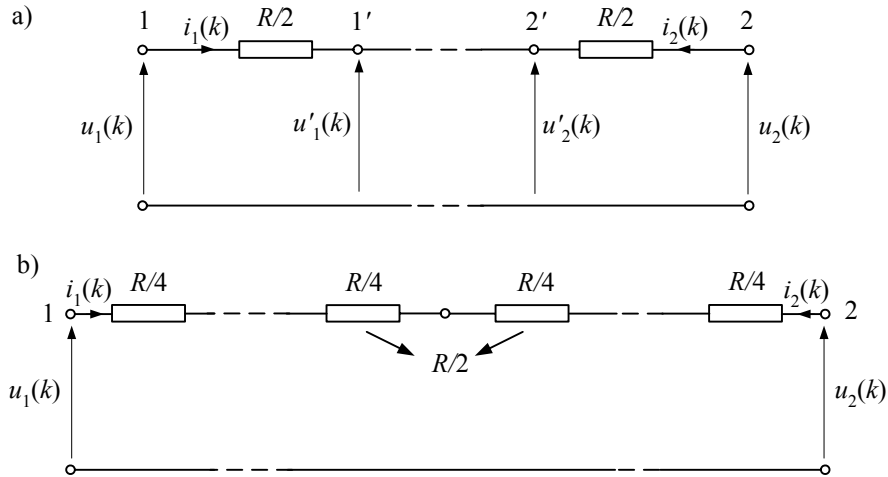 a)
1 i₁(k) R/2 1′ 2′ R/2 i₂(k) 2
u₁(k) u′₁(k) u′₂(k) u₂(k)
b)
1 i₁(k) R/4 R/4 R/4 R/4 i₂(k) 2
R/2
u₁(k) u₂(k)